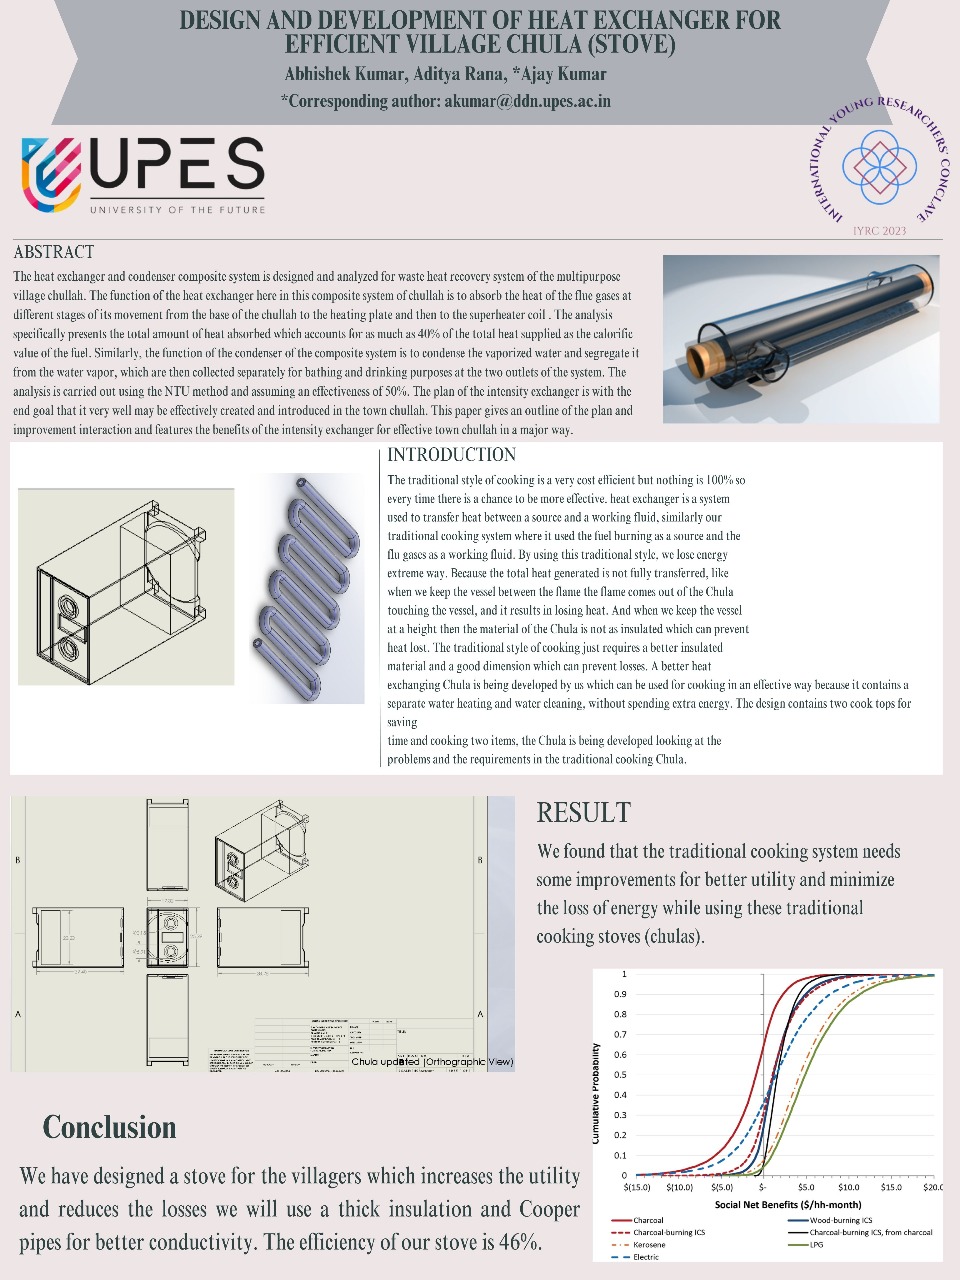 DESIGN AND DEVELOPMENT OF HEAT EXCHANGER FOR
EFFICIENT VILLAGE CHULA (STOVE)
Abhishek Kumar, Aditya Rana, *Ajay Kumar
*Corresponding author: akumar@ddn.upes.ac.in
UPES
UNIVERSITY OF THE FUTURE
INTERNATIONAL YOUNG RESEARCHERS' CONCLAVE
IYRC 2023
ABSTRACT
The heat exchanger and condenser composite system is designed and analyzed for waste heat recovery system of the multipurpose
village chullah. The function of the heat exchanger here in this composite system of chullah is to absorb the heat of the flue gases at
different stages of its movement from the base of the chullah to the heating plate and then to the superheater coil . The analysis
specifically presents the total amount of heat absorbed which accounts for as much as 40% of the total heat supplied as the calorific
value of the fuel. Similarly, the function of the condenser of the composite system is to condense the vaporized water and segregate it
from the water vapor, which are then collected separately for bathing and drinking purposes at the two outlets of the system. The
analysis is carried out using the NTU method and assuming an effectiveness of 50%. The plan of the intensity exchanger is with the
end goal that it very well may be effectively created and introduced in the town chullah. This paper gives an outline of the plan and
improvement interaction and features the benefits of the intensity exchanger for effective town chullah in a major way.
INTRODUCTION
The traditional style of cooking is a very cost efficient but nothing is 100% so
every time there is a chance to be more effective. heat exchanger is a system
used to transfer heat between a source and a working fluid, similarly our
traditional cooking system where it used the fuel burning as a source and the
flu gases as a working fluid. By using this traditional style, we lose energy
extreme way. Because the total heat generated is not fully transferred, like
when we keep the vessel between the flame the flame comes out of the Chula
touching the vessel, and it results in losing heat. And when we keep the vessel
at a height then the material of the Chula is not as insulated which can prevent
heat lost. The traditional style of cooking just requires a better insulated
material and a good dimension which can prevent losses. A better heat
exchanging Chula is being developed by us which can be used for cooking in an effective way because it contains a
separate water heating and water cleaning, without spending extra energy. The design contains two cook tops for
saving
time and cooking two items, the Chula is being developed looking at the
problems and the requirements in the traditional cooking Chula.
B
B
A
A
Chula updated (Orthographic View)
RESULT
We found that the traditional cooking system needs
some improvements for better utility and minimize
the loss of energy while using these traditional
cooking stoves (chulas).
1
0.9
0.8
0.7
0.6
0.5
0.4
0.3
0.2
0.1
0
Cumulative Probability
$(15.0) $(10.0) $(5.0) $- $5.0 $10.0 $15.0 $20.0
Social Net Benefits ($/hh-month)
Charcoal
Wood-burning ICS
Charcoal-burning ICS
Charcoal-burning ICS, from charcoal
Kerosene
LPG
Electric
Conclusion
We have designed a stove for the villagers which increases the utility
and reduces the losses we will use a thick insulation and Cooper
pipes for better conductivity. The efficiency of our stove is 46%.